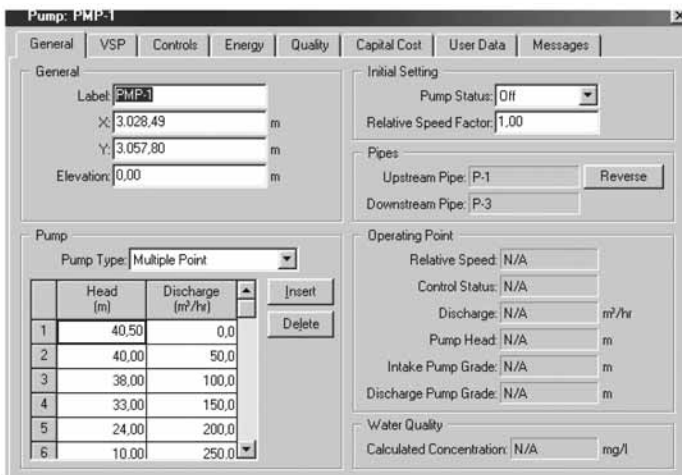 Pump: PMP-1
General VSP Controls Energy Quality Capital Cost User Data Messages
General
Label: PMP-1
X: 3.028,49 m
Y: 3.057,80 m
Elevation: 0,00 m
Initial Setting
Pump Status: Off
Relative Speed Factor: 1,00
Pipes
Upstream Pipe: P-1 Reverse
Downstream Pipe: P-3
Pump
Pump Type: Multiple Point
Head (m) Discharge (m³/hr) Insert
Delete
1 40,50 0,0
2 40,00 50,0
3 38,00 100,0
4 33,00 150,0
5 24,00 200,0
6 10,00 250,0
Operating Point
Relative Speed: N/A
Control Status: N/A
Discharge: N/A m³/hr
Pump Head: N/A m
Intake Pump Grade: N/A m
Discharge Pump Grade: N/A m
Water Quality
Calculated Concentration: N/A mg/l